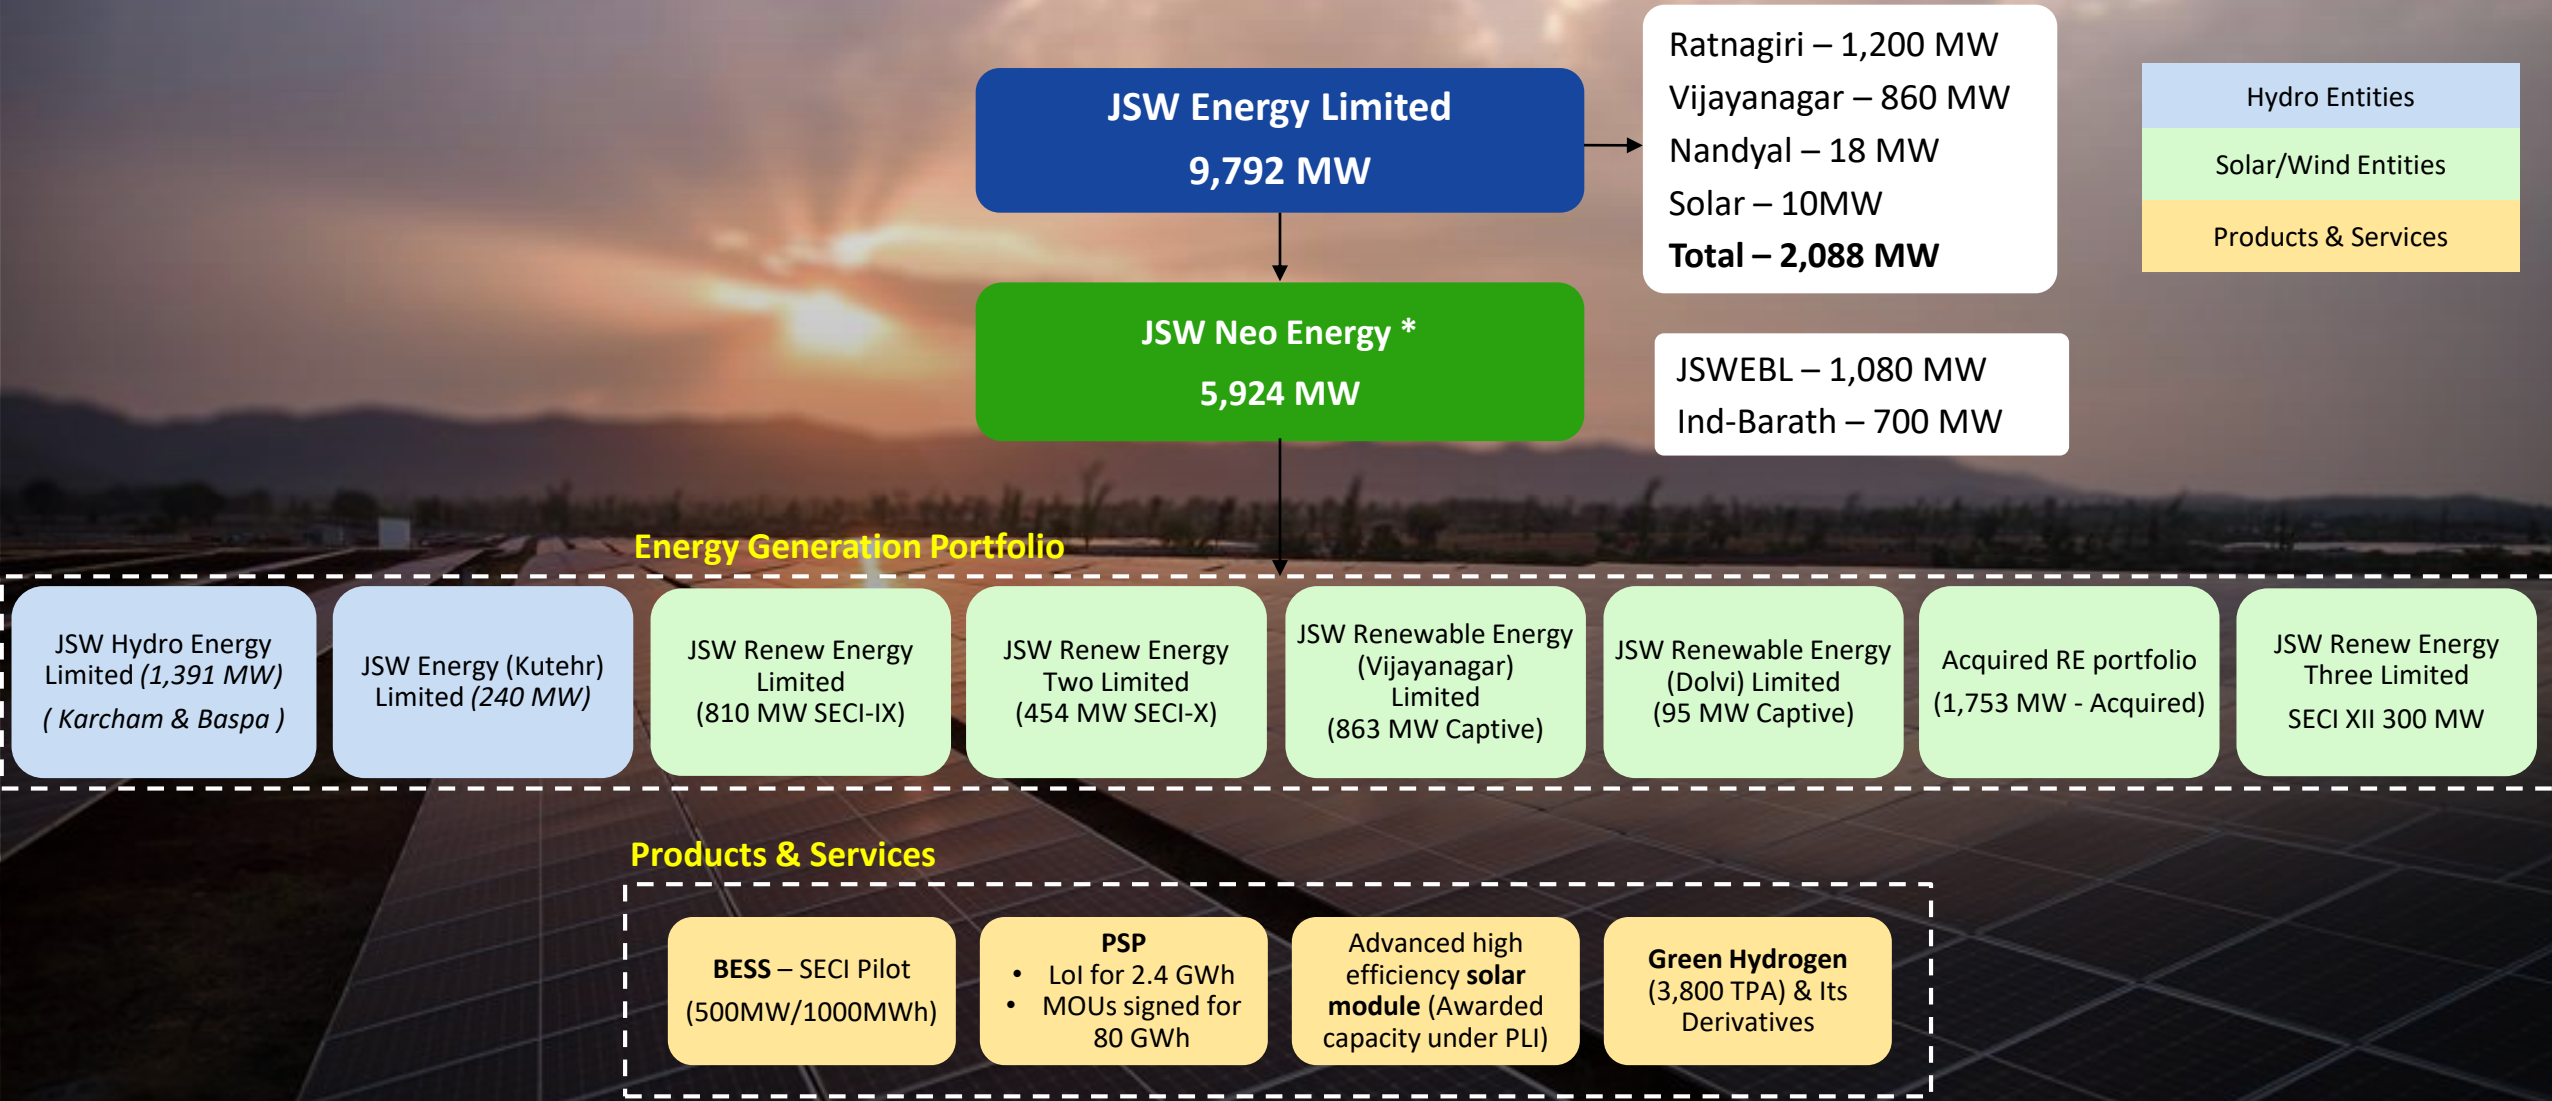 JSW Energy Limited
9,792 MW
Ratnagiri – 1,200 MW
Vijayanagar – 860 MW
Nandyal – 18 MW
Solar – 10MW
Total – 2,088 MW
Hydro Entities
Solar/Wind Entities
Products & Services
JSW Neo Energy *
5,924 MW
JSWEBL – 1,080 MW
Ind-Barath – 700 MW
Energy Generation Portfolio
JSW Hydro Energy
Limited (1,391 MW)
( Karcham & Baspa )
JSW Energy (Kutehr)
Limited (240 MW)
JSW Renew Energy
Limited
(810 MW SECI-IX)
JSW Renew Energy
Two Limited
(454 MW SECI-X)
JSW Renewable Energy
(Vijayanagar)
Limited
(863 MW Captive)
JSW Renewable Energy
(Dolvi) Limited
(95 MW Captive)
Acquired RE portfolio
(1,753 MW - Acquired)
JSW Renew Energy
Three Limited
SECI XII 300 MW
Products & Services
BESS – SECI Pilot
(500MW/1000MWh)
PSP
• LoI for 2.4 GWh
• MOUs signed for
80 GWh
Advanced high
efficiency solar
module (Awarded
capacity under PLI)
Green Hydrogen
(3,800 TPA) & Its
Derivatives